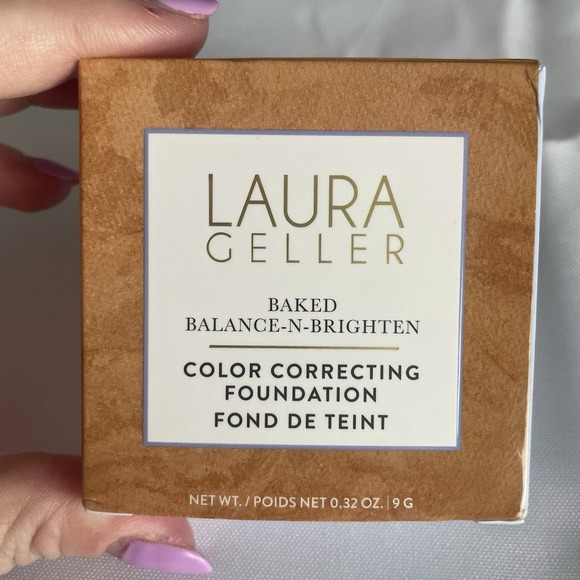 LAURA
GELLER
BAKED
BALANCE-N-BRIGHTEN
COLOR CORRECTING
FOUNDATION
FOND DE TEINT
NET WT. / POIDS NET 0.32 OZ. | 9 G